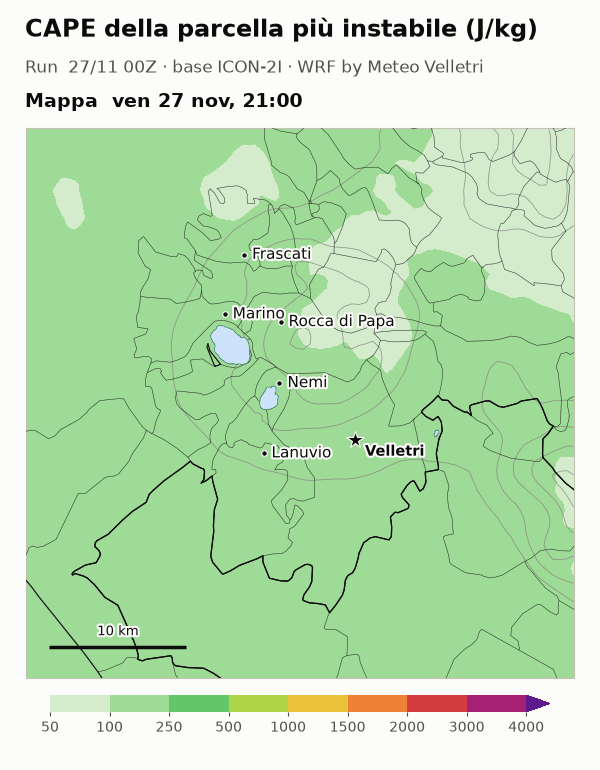 CAPE della parcella più instabile (J/kg)
Run  27/11 00Z · base ICON-2I · WRF by Meteo Velletri
Mappa  ven 27 nov, 21:00
Frascati
Marino
Rocca di Papa
Nemi
Velletri
Lanuvio
10 km
50 100 250 500 1000 1500 2000 3000 4000